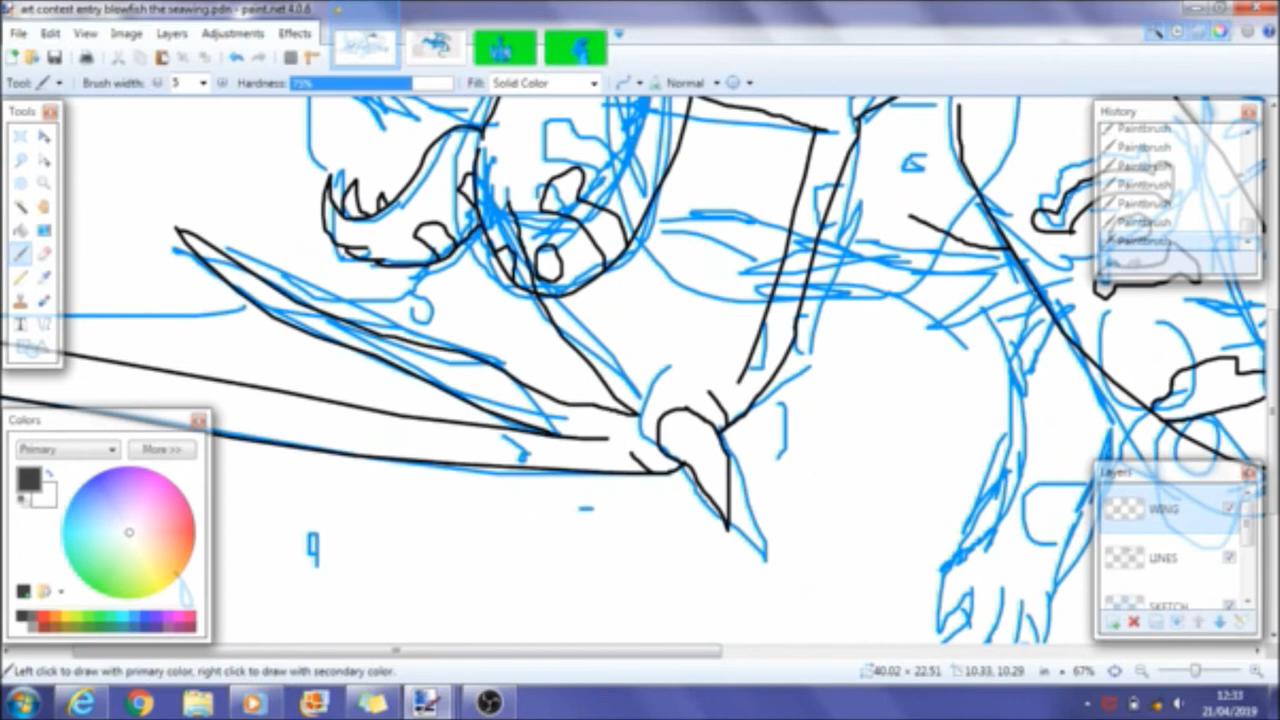 art contest entry blowfish the seawing.pdn - paint.net 4.0.6
File Edit View Image Layers Adjustments Effects
Tool: Brush width: 5 Hardness: 75% Fill: Solid Color Normal
Tools
History
Paintbrush
Paintbrush
Paintbrush
Paintbrush
Paintbrush
Paintbrush
Paintbrush
Colors
Primary More >>
Layers
WING
LINES
SKETCH
Left click to draw with primary color, right click to draw with secondary color.
40.02 × 22.51 10.33, 10.29 in 67%
12:33
21/04/2019